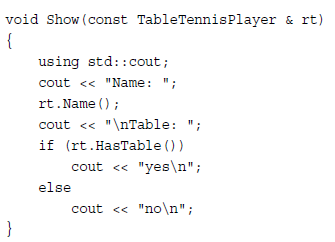 void Show(const TableTennisPlayer & rt)
{
    using std::cout;
    cout << "Name: ";
    rt.Name();
    cout << "\nTable: ";
    if (rt.HasTable())
        cout << "yes\n";
    else
        cout << "no\n";
}